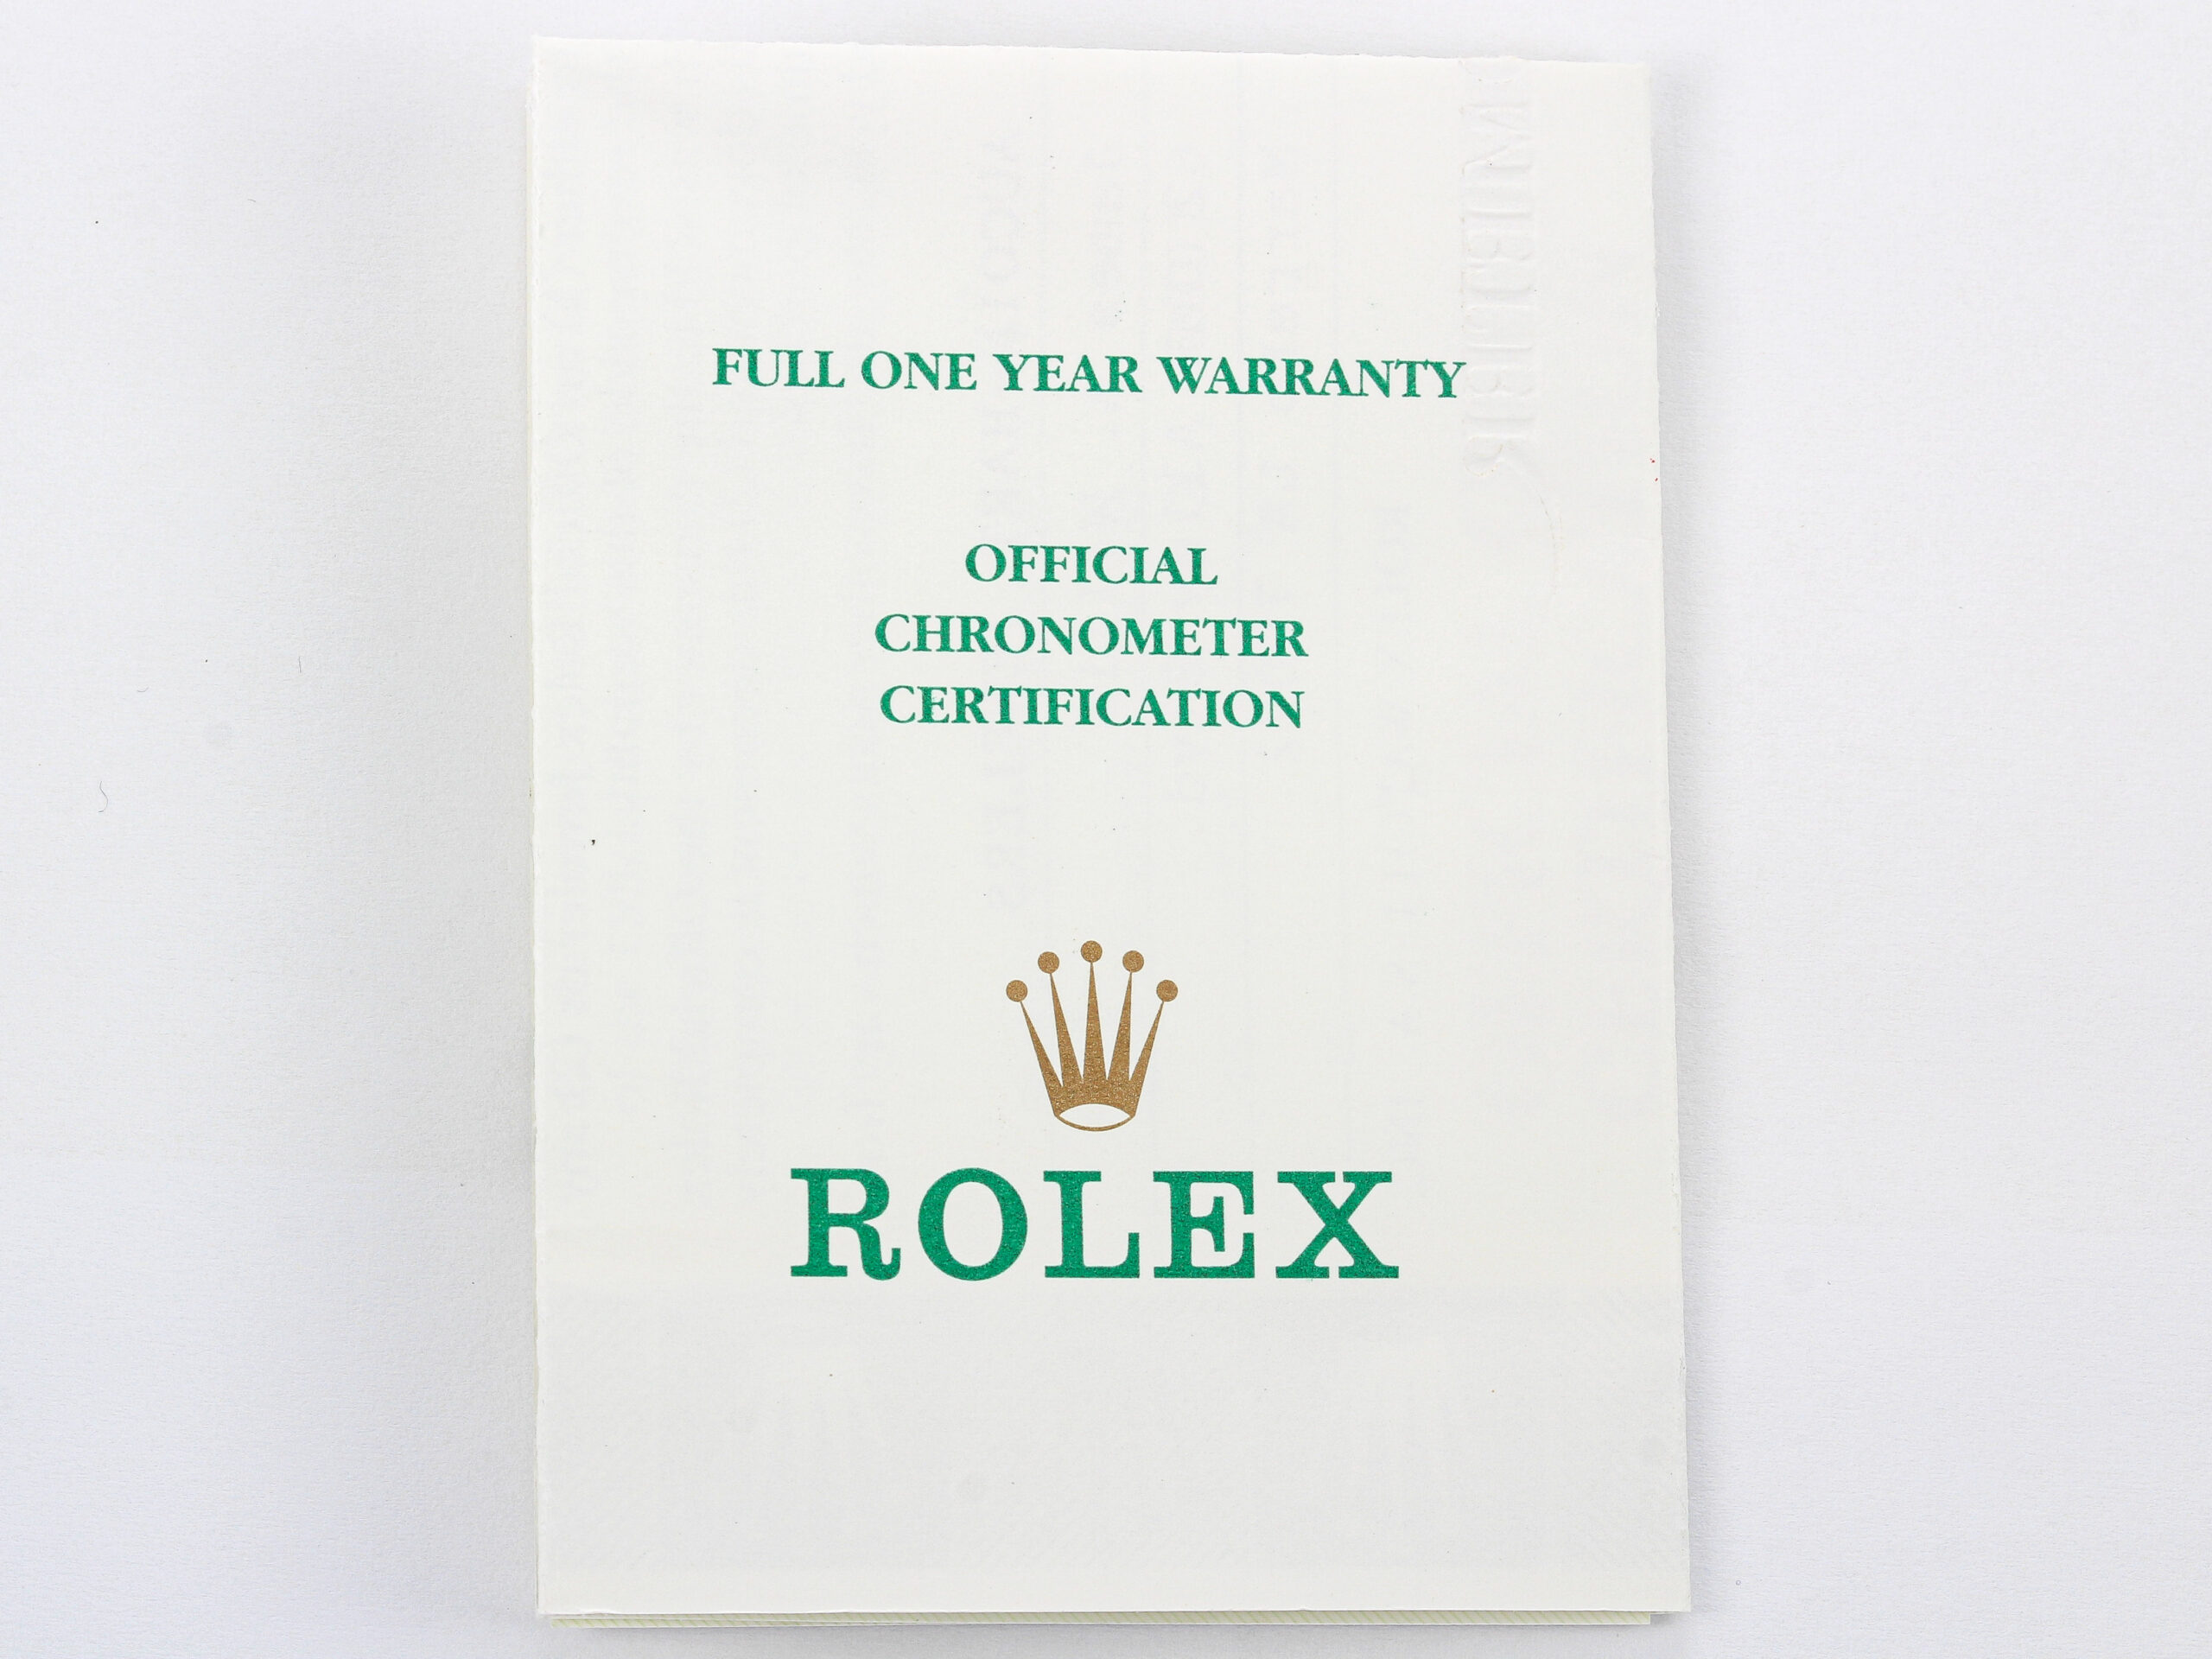 FULL ONE YEAR WARRANTY
OFFICIAL
CHRONOMETER
CERTIFICATION
ROLEX